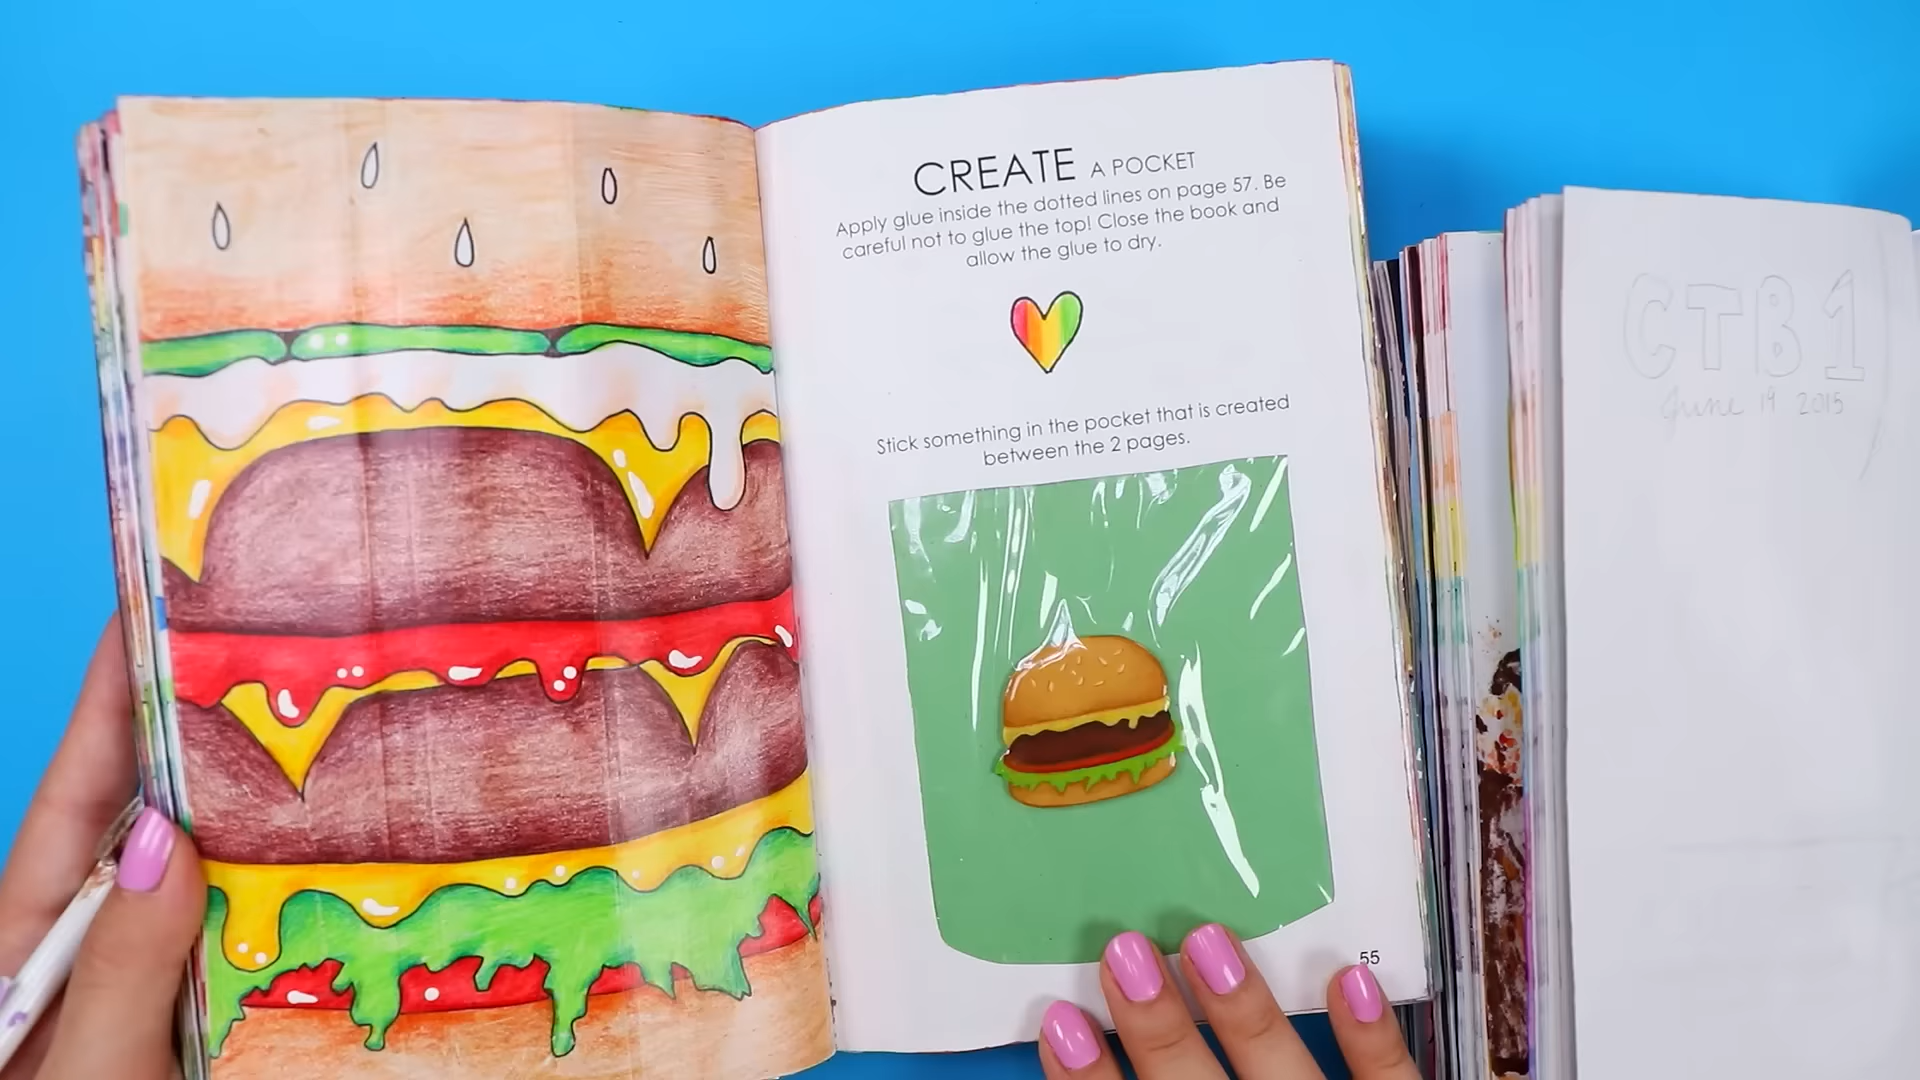 CREATE A POCKET
Apply glue inside the dotted lines on page 57. Be
careful not to glue the top! Close the book and
allow the glue to dry.
Stick something in the pocket that is created
between the 2 pages.
55
CTB 1
June 19 2015